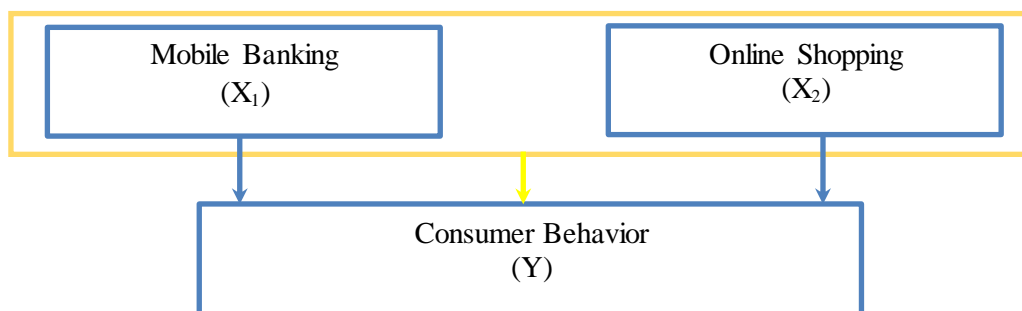 Mobile Banking
(X₁)
Online Shopping
(X₂)
Consumer Behavior
(Y)